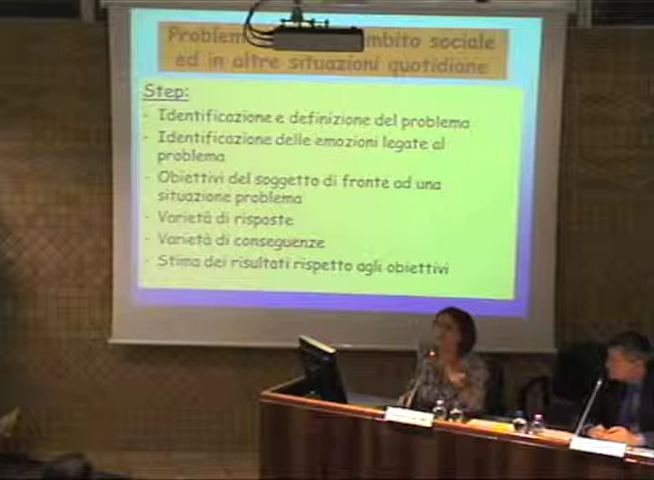 Problem mbito sociale
ed in altre situazioni quotidiane
Step:
- Identificazione e definizione del problema
- Identificazione delle emozioni legate al
problema
- Obiettivi del soggetto di fronte ad una
situazione problema
- Varietà di risposte
- Varietà di conseguenze
- Stima dei risultati rispetto agli obiettivi